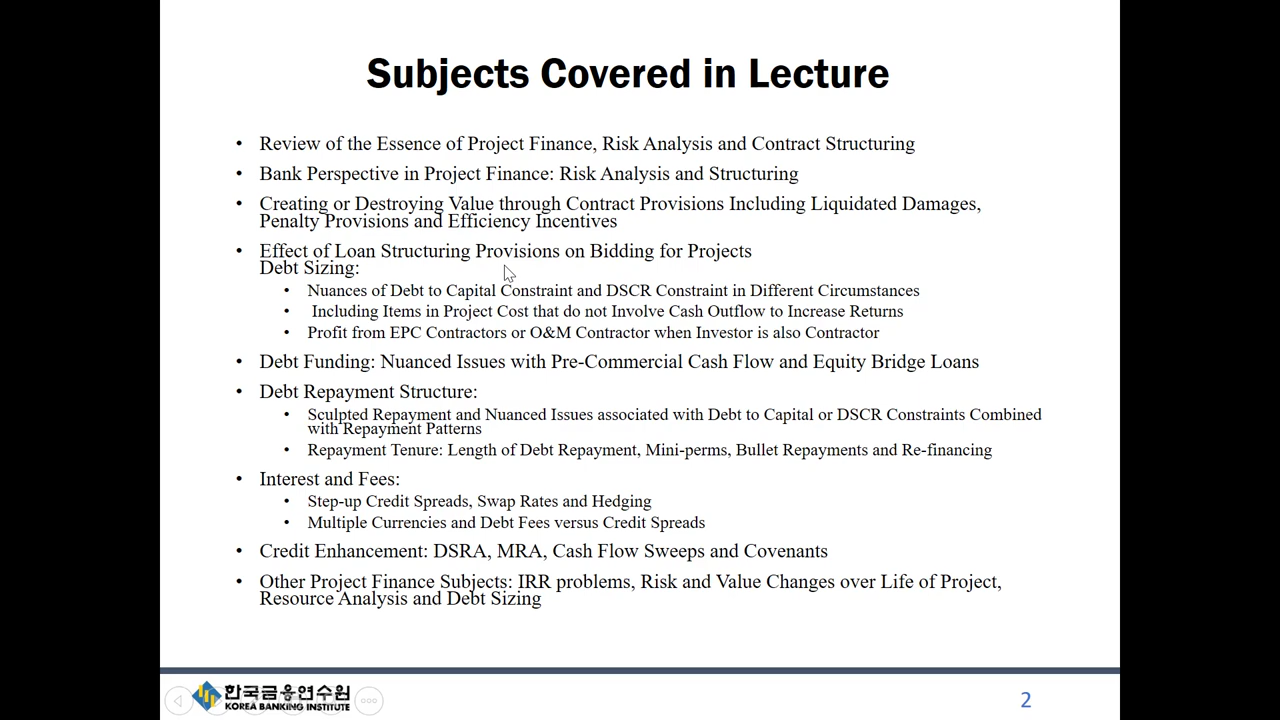 Subjects Covered in Lecture
• Review of the Essence of Project Finance, Risk Analysis and Contract Structuring
• Bank Perspective in Project Finance: Risk Analysis and Structuring
• Creating or Destroying Value through Contract Provisions Including Liquidated Damages,
Penalty Provisions and Efficiency Incentives
• Effect of Loan Structuring Provisions on Bidding for Projects
Debt Sizing:
• Nuances of Debt to Capital Constraint and DSCR Constraint in Different Circumstances
• Including Items in Project Cost that do not Involve Cash Outflow to Increase Returns
• Profit from EPC Contractors or O&M Contractor when Investor is also Contractor
• Debt Funding: Nuanced Issues with Pre-Commercial Cash Flow and Equity Bridge Loans
• Debt Repayment Structure:
• Sculpted Repayment and Nuanced Issues associated with Debt to Capital or DSCR Constraints Combined
with Repayment Patterns
• Repayment Tenure: Length of Debt Repayment, Mini-perms, Bullet Repayments and Re-financing
• Interest and Fees:
• Step-up Credit Spreads, Swap Rates and Hedging
• Multiple Currencies and Debt Fees versus Credit Spreads
• Credit Enhancement: DSRA, MRA, Cash Flow Sweeps and Covenants
• Other Project Finance Subjects: IRR problems, Risk and Value Changes over Life of Project,
Resource Analysis and Debt Sizing
한국금융연수원
KOREA BANKING INSTITUTE
2